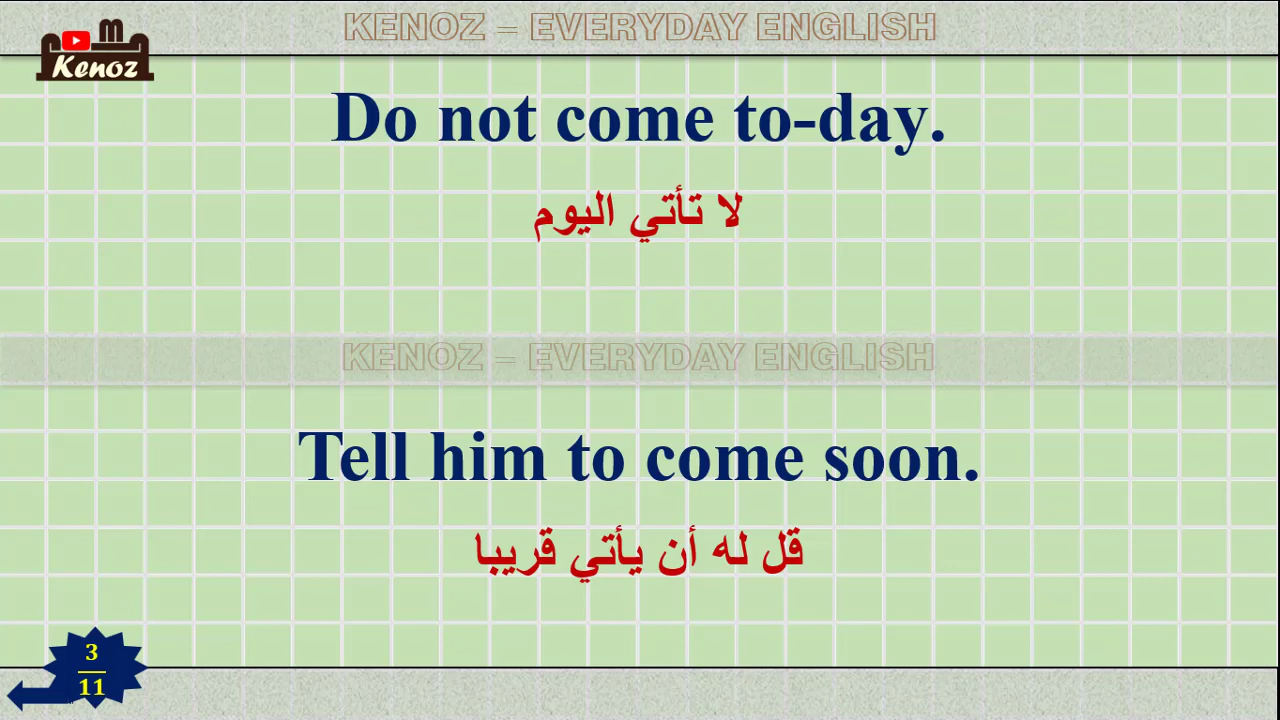 KENOZ – EVERYDAY ENGLISH
Kenoz
Do not come to-day.
لا تأتي اليوم
KENOZ – EVERYDAY ENGLISH
Tell him to come soon.
قل له أن يأتي قريبا
3
11